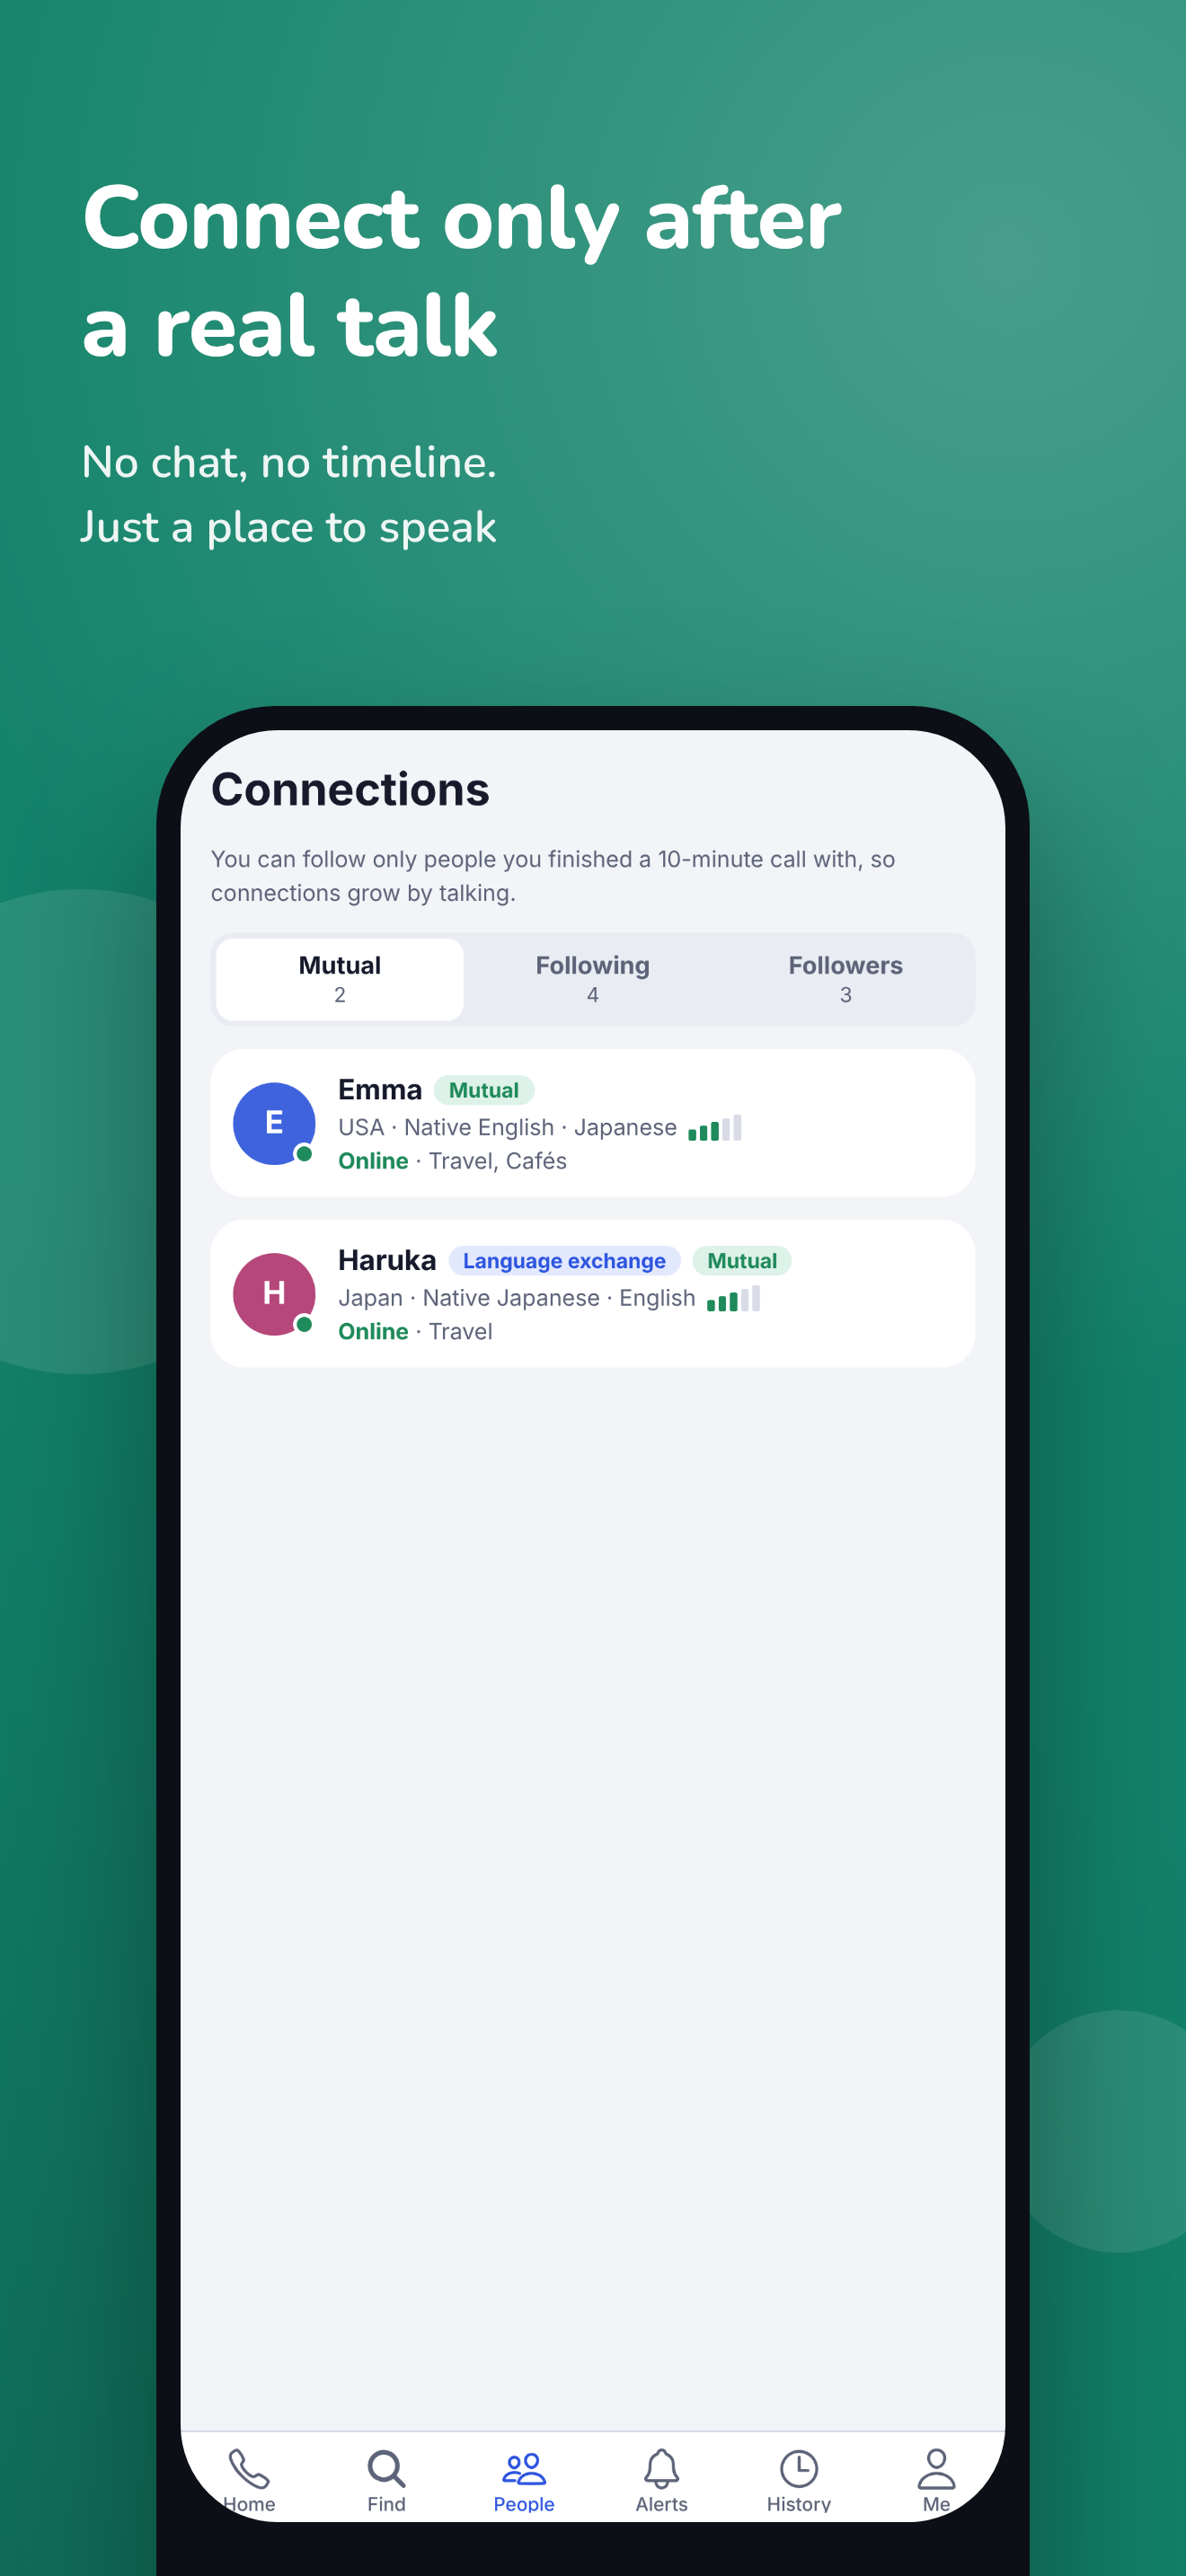 Connect only after
a real talk
No chat, no timeline.
Just a place to speak
Connections
You can follow only people you finished a 10-minute call with, so
connections grow by talking.
Mutual
2
Following
4
Followers
3
E
Emma Mutual
USA · Native English · Japanese
Online · Travel, Cafés
H
Haruka Language exchange Mutual
Japan · Native Japanese · English
Online · Travel
Home Find People Alerts History Me